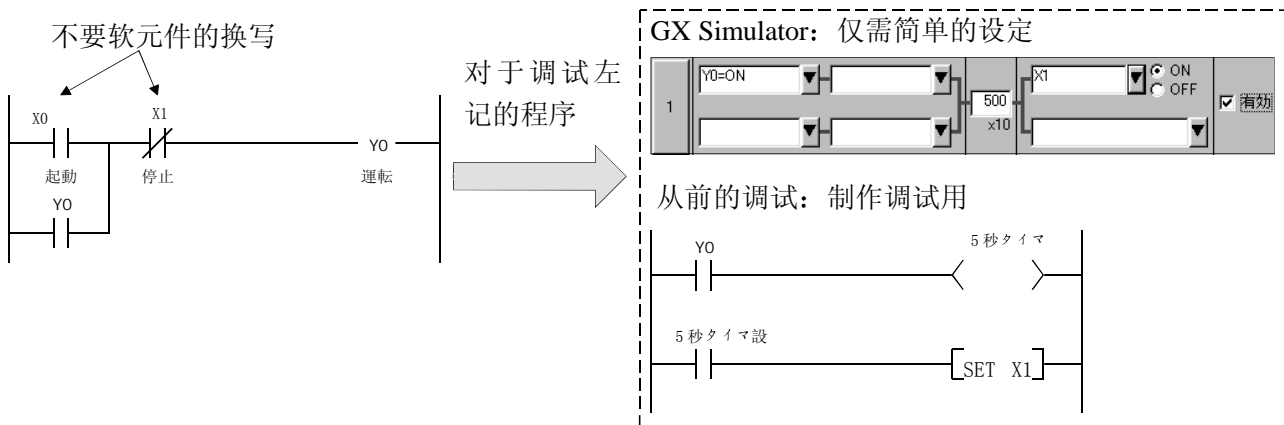 不要软元件的换写
X0
X1
Y0
起動
停止
運転
Y0
对于调试左
记的程序
GX Simulator：仅需简单的设定
1
Y0=ON
500
×10
X1
ON
OFF
有効
从前的调试：制作调试用
Y0
5秒タイマ
5秒タイマ設
SET X1